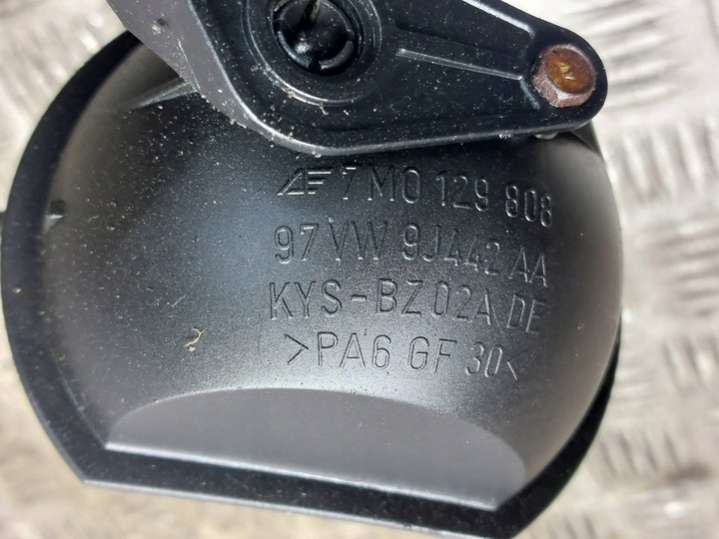 7M0 129 808
97VW 9J442 AA
KYS-BZ02A DE
>PA6 GF 30<